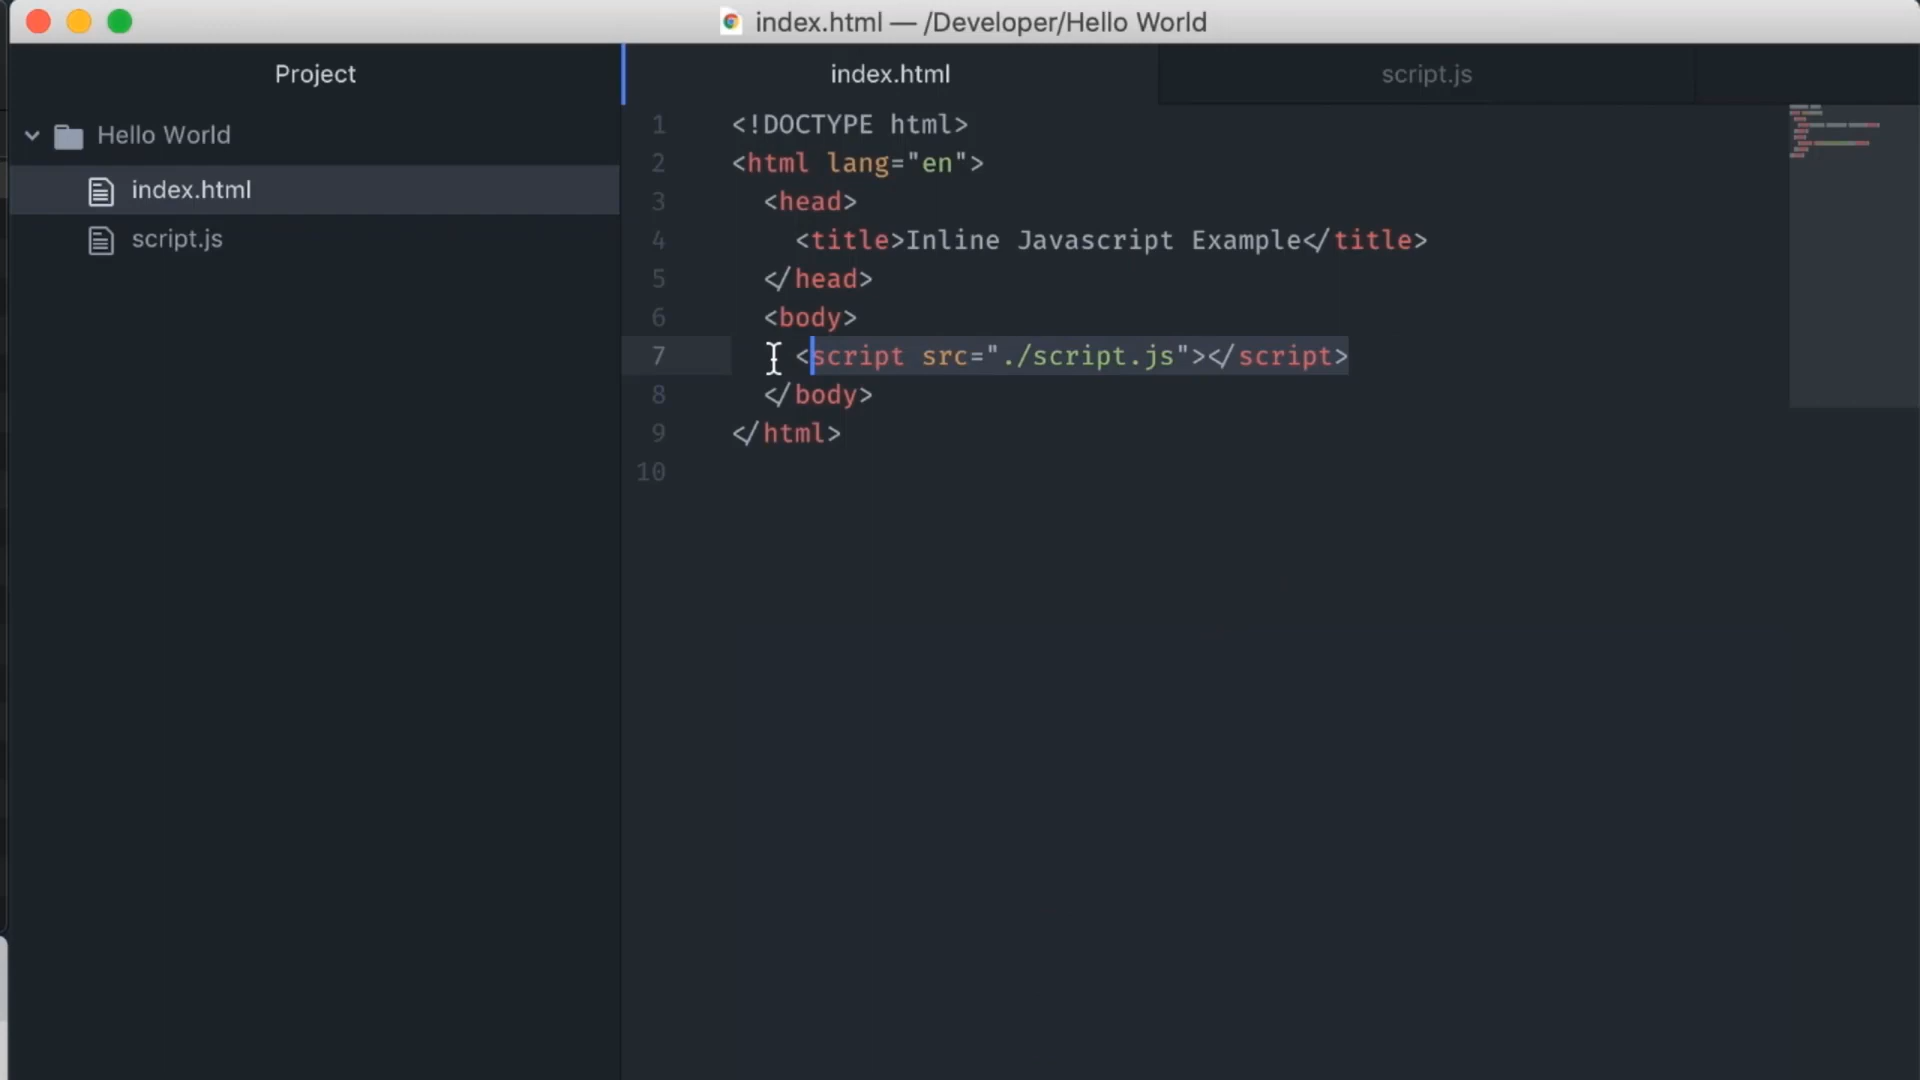 index.html — /Developer/Hello World
Project
Hello World
index.html
script.js
index.html
script.js
1 <!DOCTYPE html>
2 <html lang="en">
3 <head>
4 <title>Inline Javascript Example</title>
5 </head>
6 <body>
7 <script src="./script.js"></script>
8 </body>
9 </html>
10